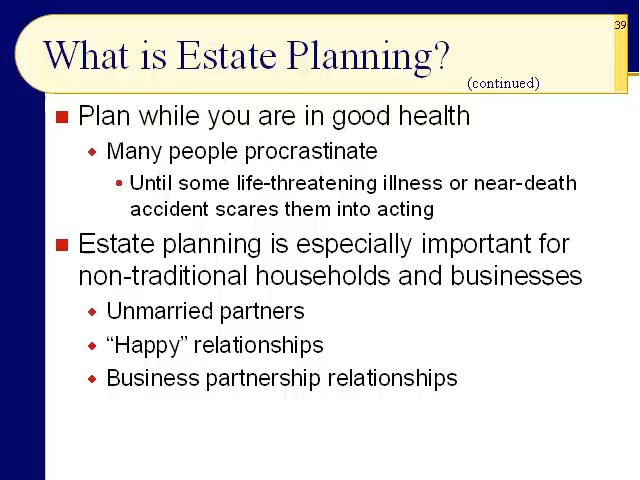 39
What is Estate Planning?
(continued)
Plan while you are in good health
Many people procrastinate
Until some life-threatening illness or near-death
accident scares them into acting
Estate planning is especially important for
non-traditional households and businesses
Unmarried partners
“Happy” relationships
Business partnership relationships